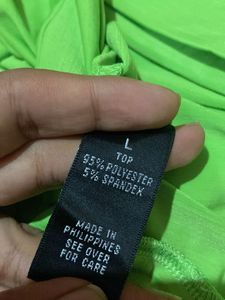 L
TOP
95% POLYESTER
5% SPANDEX
MADE IN
PHILIPPINES
SEE OVER
FOR CARE